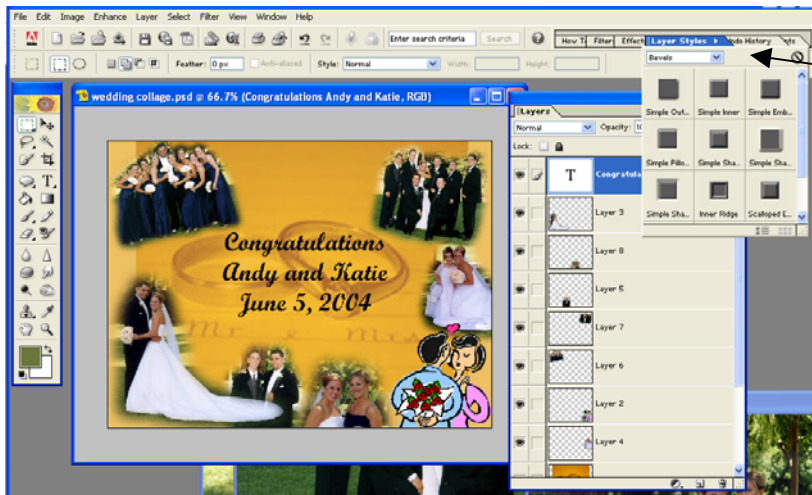 File Edit Image Enhance Layer Select Filter View Window Help
Enter search criteria Search How T Filter Effect Layer Styles Undo History
Feather: 0 px Anti-aliased Style: Normal Width: Height:
Bevels
wedding collage.psd @ 66.7% (Congratulations Andy and Katie, RGB)
Layers
Normal Opacity: 10
Lock:
Simple Out... Simple Inner Simple Emb...
Simple Pillo... Simple Sha... Simple Sha...
Simple Sha... Inner Ridge Scalloped E...
T Congratula
Layer 3
Layer 8
Layer 5
Layer 7
Layer 6
Layer 2
Layer 4
Congratulations
Andy and Katie
June 5, 2004
Mr & Mrs
T